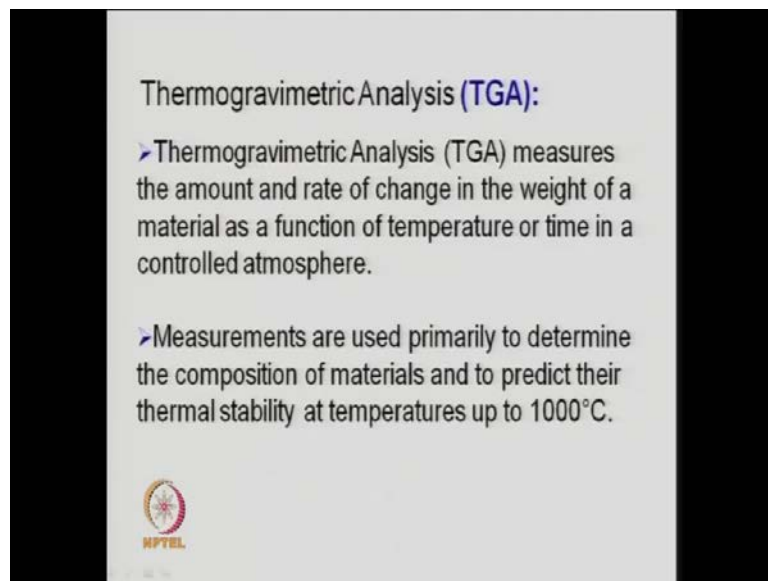 Thermogravimetric Analysis (TGA):
➢Thermogravimetric Analysis (TGA) measures
the amount and rate of change in the weight of a
material as a function of temperature or time in a
controlled atmosphere.
➢Measurements are used primarily to determine
the composition of materials and to predict their
thermal stability at temperatures up to 1000°C.
NPTEL